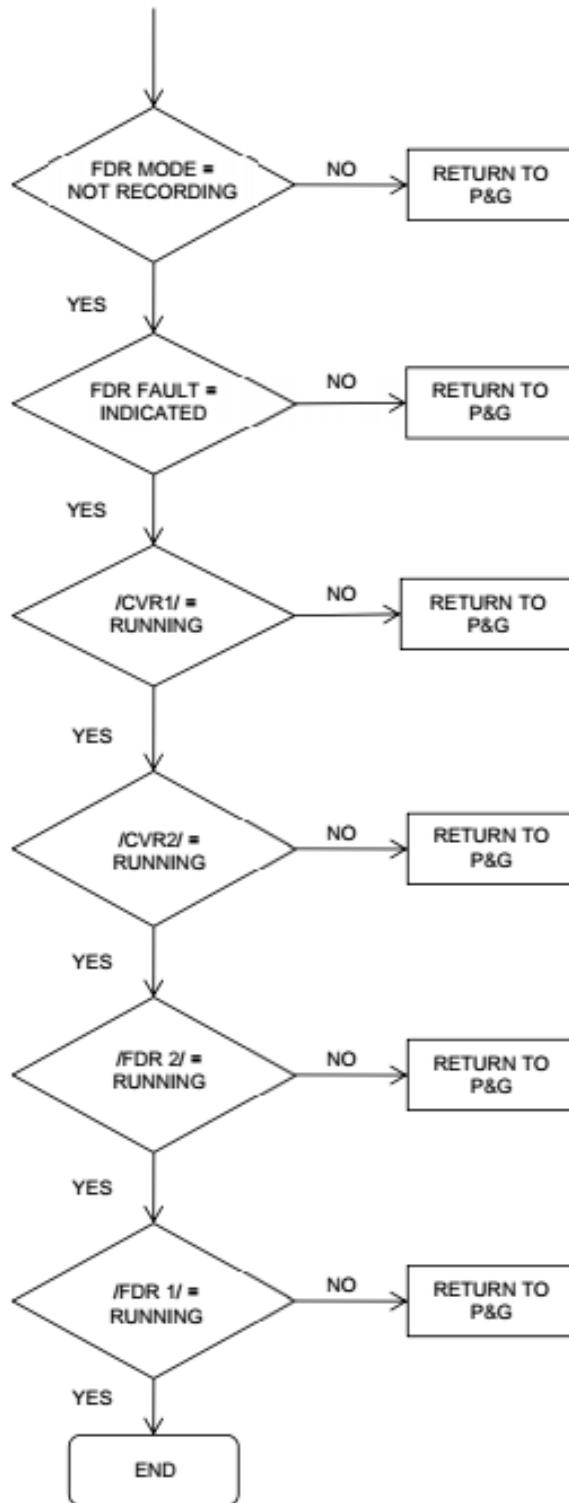 FDR MODE =
NOT RECORDING
NO
RETURN TO
P&G
YES
FDR FAULT =
INDICATED
NO
RETURN TO
P&G
YES
/CVR1/ =
RUNNING
NO
RETURN TO
P&G
YES
/CVR2/ =
RUNNING
NO
RETURN TO
P&G
YES
/FDR 2/ =
RUNNING
NO
RETURN TO
P&G
YES
/FDR 1/ =
RUNNING
NO
RETURN TO
P&G
YES
END